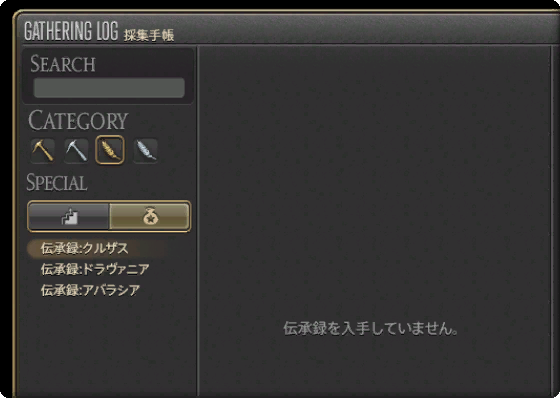 GATHERING LOG 採集手帳
SEARCH
CATEGORY
SPECIAL
伝承録:クルザス
伝承録:ドラヴァニア
伝承録:アバラシア
伝承録を入手していません。